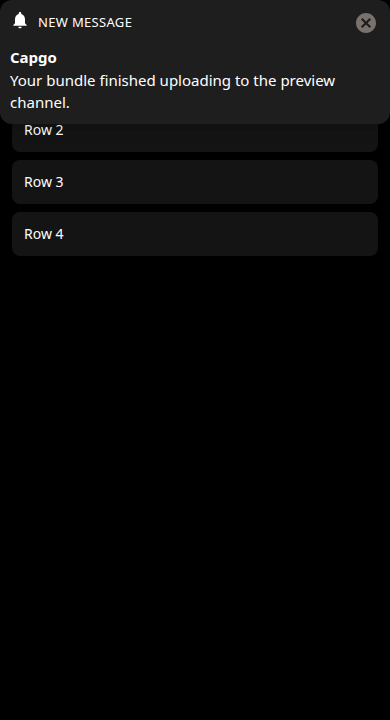 NEW MESSAGE
Capgo
Your bundle finished uploading to the preview
channel.
Row 2
Row 3
Row 4